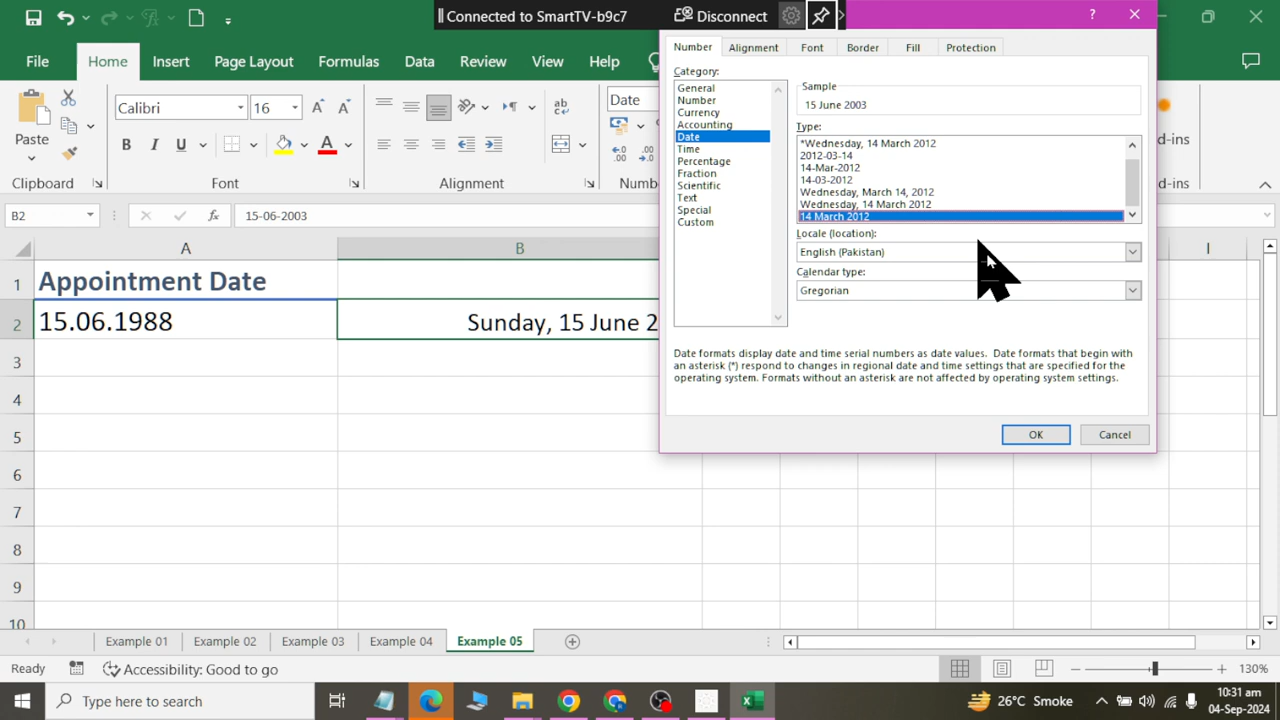 Connected to SmartTV-b9c7
Disconnect
File
Home
Insert
Page Layout
Formulas
Data
Review
View
Help
Paste
Clipboard
Calibri
16
B
I
U
A
Font
ab
Alignment
Date
Numb
d-ins
d-ins
?
Number
Alignment
Font
Border
Fill
Protection
Category:
General
Number
Currency
Accounting
Date
Time
Percentage
Fraction
Scientific
Text
Special
Custom
Sample
15 June 2003
Type:
*Wednesday, 14 March 2012
2012-03-14
14-Mar-2012
14-03-2012
Wednesday, March 14, 2012
Wednesday, 14 March 2012
14 March 2012
Locale (location):
English (Pakistan)
Calendar type:
Gregorian
Date formats display date and time serial numbers as date values. Date formats that begin with
an asterisk (*) respond to changes in regional date and time settings that are specified for the
operating system. Formats without an asterisk are not affected by operating system settings.
OK
Cancel
B2
fx
15-06-2003
A
B
I
1
Appointment Date
2
15.06.1988
Sunday, 15 June 2
3
4
5
6
7
8
9
10
Example 01
Example 02
Example 03
Example 04
Example 05
Ready
Accessibility: Good to go
130%
Type here to search
26°C Smoke
10:31 am
04-Sep-2024